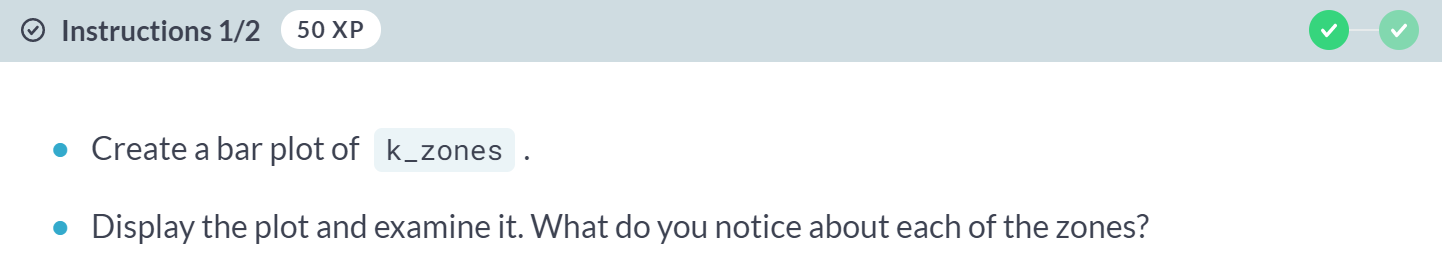 Instructions 1/2 50 XP
Create a bar plot of k_zones .
Display the plot and examine it. What do you notice about each of the zones?